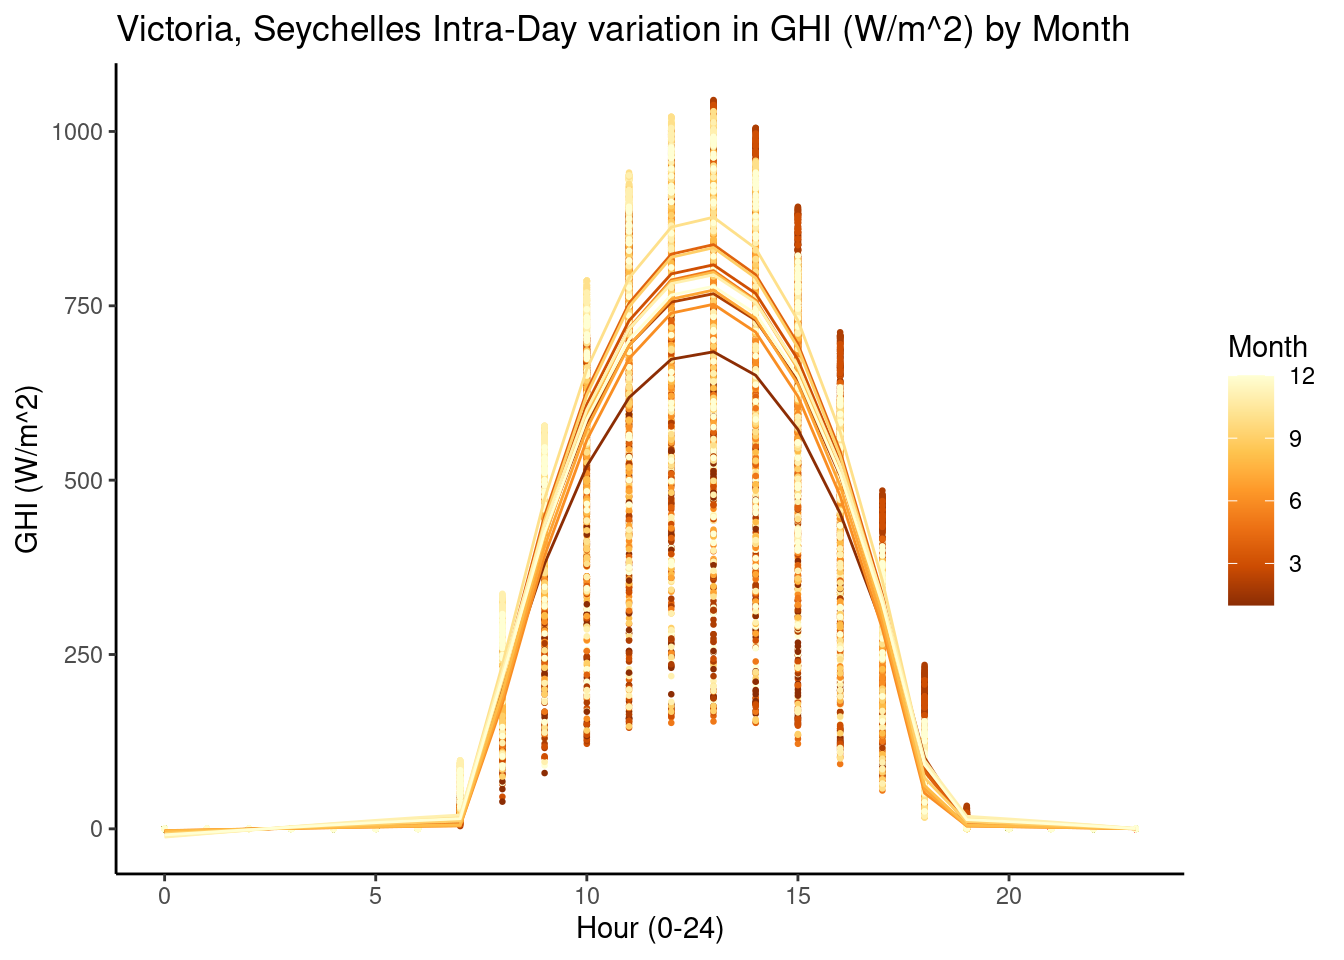 Victoria, Seychelles Intra-Day variation in GHI (W/m^2) by Month
GHI (W/m^2)
1000
750
500
250
0
0 5 10 15 20
Hour (0-24)
Month
12
9
6
3